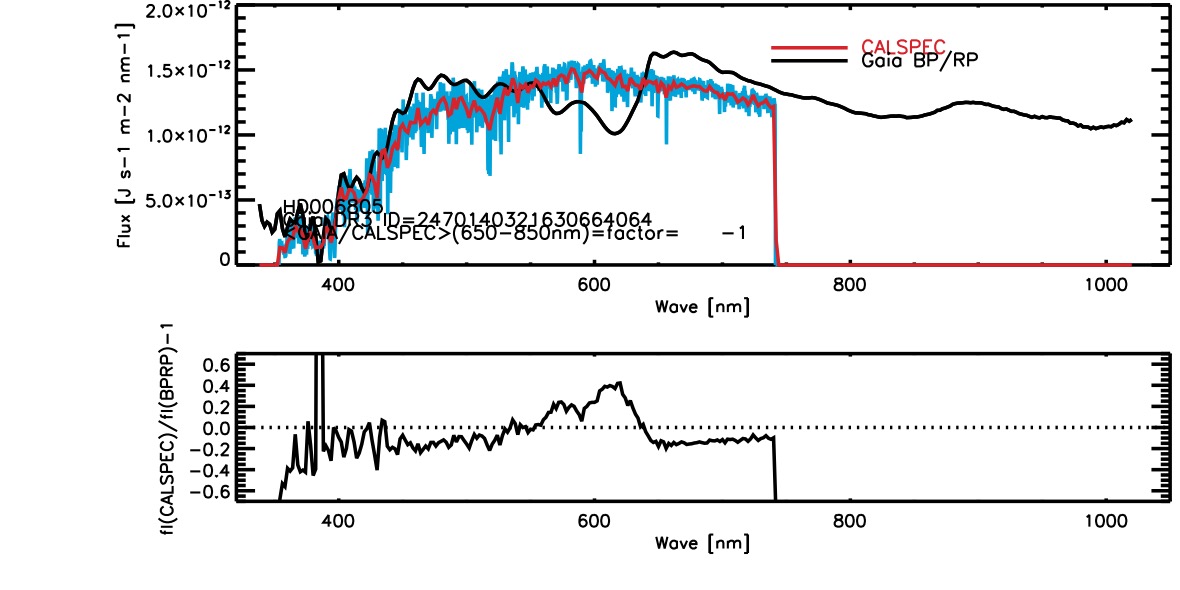 2.0×10−12
1.5×10−12
1.0×10−12
5.0×10−13
0
Flux [J s−1 m−2 nm−1]
CALSPEC
Gaia BP/RP
HD006805
Gaia DR3 ID=2470140321630664064
<GAIA/CALSPEC>(650−850nm)=factor= −1
400 600 800 1000
Wave [nm]
fl(CALSPEC)/fl(BPRP)−1
0.6
0.4
0.2
0.0
−0.2
−0.4
−0.6
400 600 800 1000
Wave [nm]